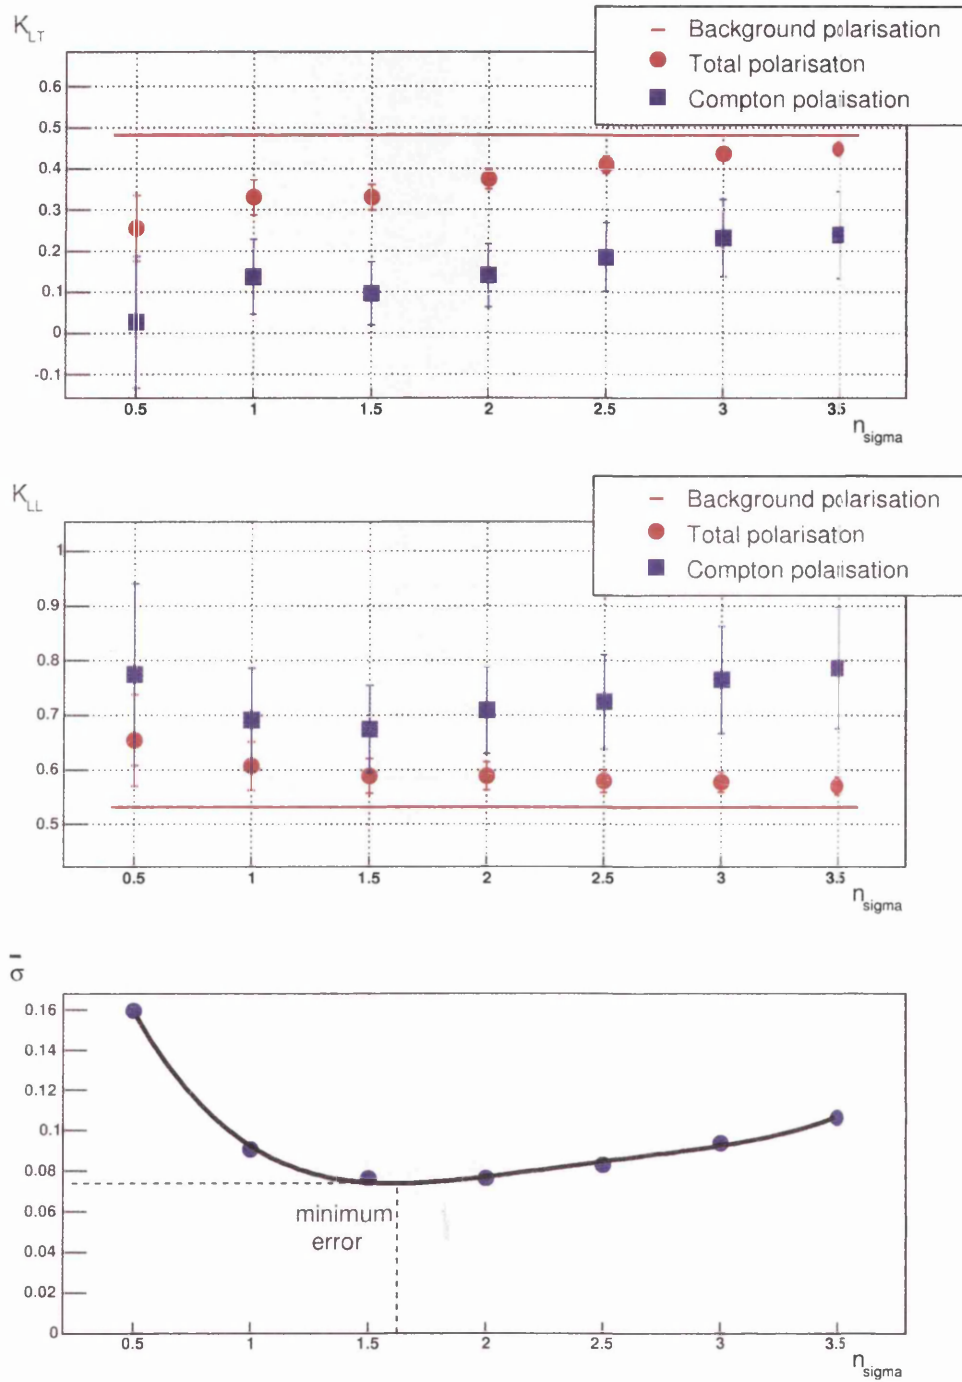 K_LT
Background polarisation
Total polarisaton
Compton polaisation
0.6
0.5
0.4
0.3
0.2
0.1
0
-0.1
0.5 1 1.5 2 2.5 3 3.5
n_sigma
K_LL
Background polarisation
Total polarisation
Compton polaisation
1
0.9
0.8
0.7
0.6
0.5
0.5 1 1.5 2 2.5 3 3.5
n_sigma
σ̄
0.16
0.14
0.12
0.1
0.08
0.06
0.04
0.02
0
minimum
error
0.5 1 1.5 2 2.5 3 3.5
n_sigma